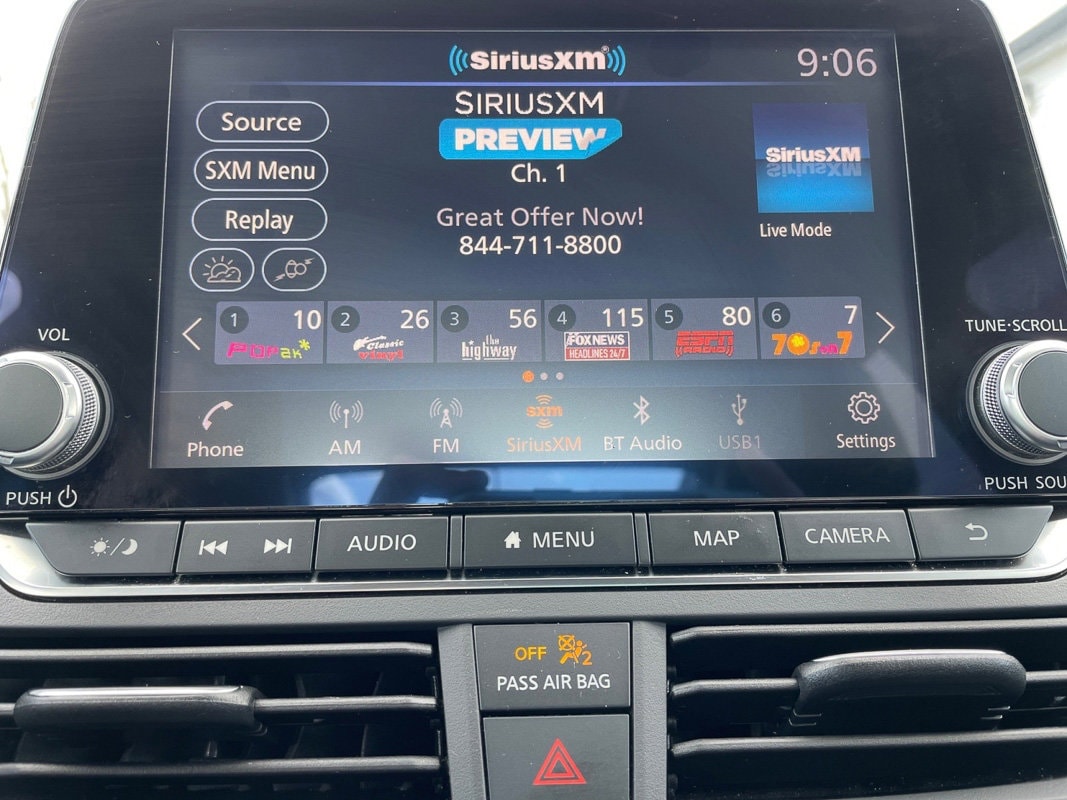 SiriusXM
9:06
SIRIUSXM
PREVIEW
Ch. 1
Great Offer Now!
844-711-8800
Source
SXM Menu
Replay
SiriusXM
Live Mode
1 10
2 26
3 56
4 115
5 80
6 7
Classic
vinyl
the
highway
FOX NEWS
HEADLINES 24/7
ESPN
RADIO
70s on 7
Phone
AM
FM
sxm
SiriusXM
BT Audio
USB1
Settings
VOL
PUSH
TUNE·SCROLL
PUSH SOU
AUDIO
MENU
MAP
CAMERA
OFF
2
PASS AIR BAG